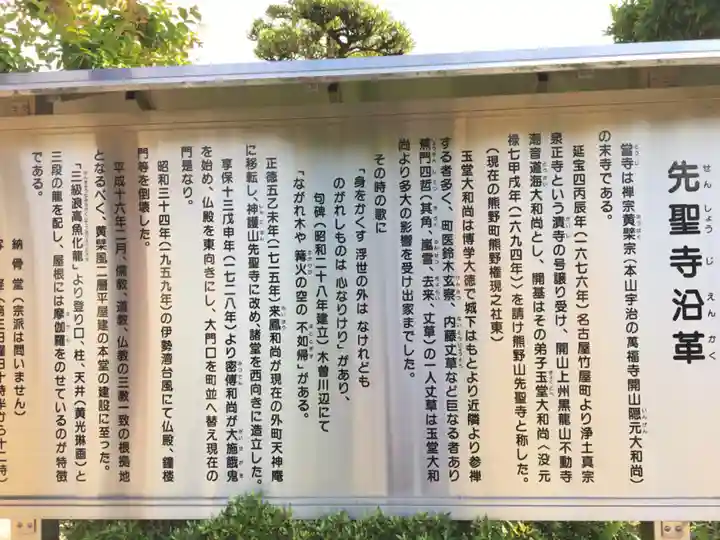 先聖寺沿革
せんしょうじえんかく
當寺は禅宗黄檗宗(本山宇治の萬福寺開山隠元大和尚)
の末寺である。
延宝四丙辰年(一六七六年)名古屋竹屋町より浄土真宗
泉正寺という潰寺の号譲り受け、開山上州黒龍山不動寺
潮音道海大和尚とし、開基はその弟子玉堂大和尚(没 元
禄七甲戌年(一六九四年))を請け熊野山先聖寺と称した。
(現在の熊野町熊野権現之社東)
玉堂大和尚は博学大徳で城下はもとより近隣より参禅
する者多く、町医鈴木玄察、内藤丈草など巨なる者あり
蕉門四哲(其角、嵐雪、去来、丈草)の一人丈草は玉堂大和
尚より多大の影響を受け出家までした。
その時の歌に
「身をかくす 浮世の外は なけれども
のがれしものは 心なりけり」があり、
句碑(昭和二十八年建立)木曽川辺にて
「ながれ木や 篝火の空の 不如帰」がある。
正徳五乙未年(一七一五年)来鳳和尚が現在の外町天神庵
に移転し、神護山先聖寺に改め諸堂を西向きに造立した。
享保十三戊申年(一七二八年)より密傳和尚が大施餓鬼
を始め、仏殿を東向きにし、大門口を町並へ替え現在の
門是なり。
昭和三十四年(一九五九年)の伊勢湾台風にて仏殿、鐘楼
門等を倒壊した。
平成十六年二月、儒教、道教、仏教の三教一致の根拠地
となるべく、黄檗風二層平屋建の本堂の建設に至った。
「三級浪高魚化龍」より登り口、柱、天井(黄光琳画)と
三段の龍を配し、屋根には摩伽羅をのせているのが特徴
である。
納骨堂(宗派は問いません)